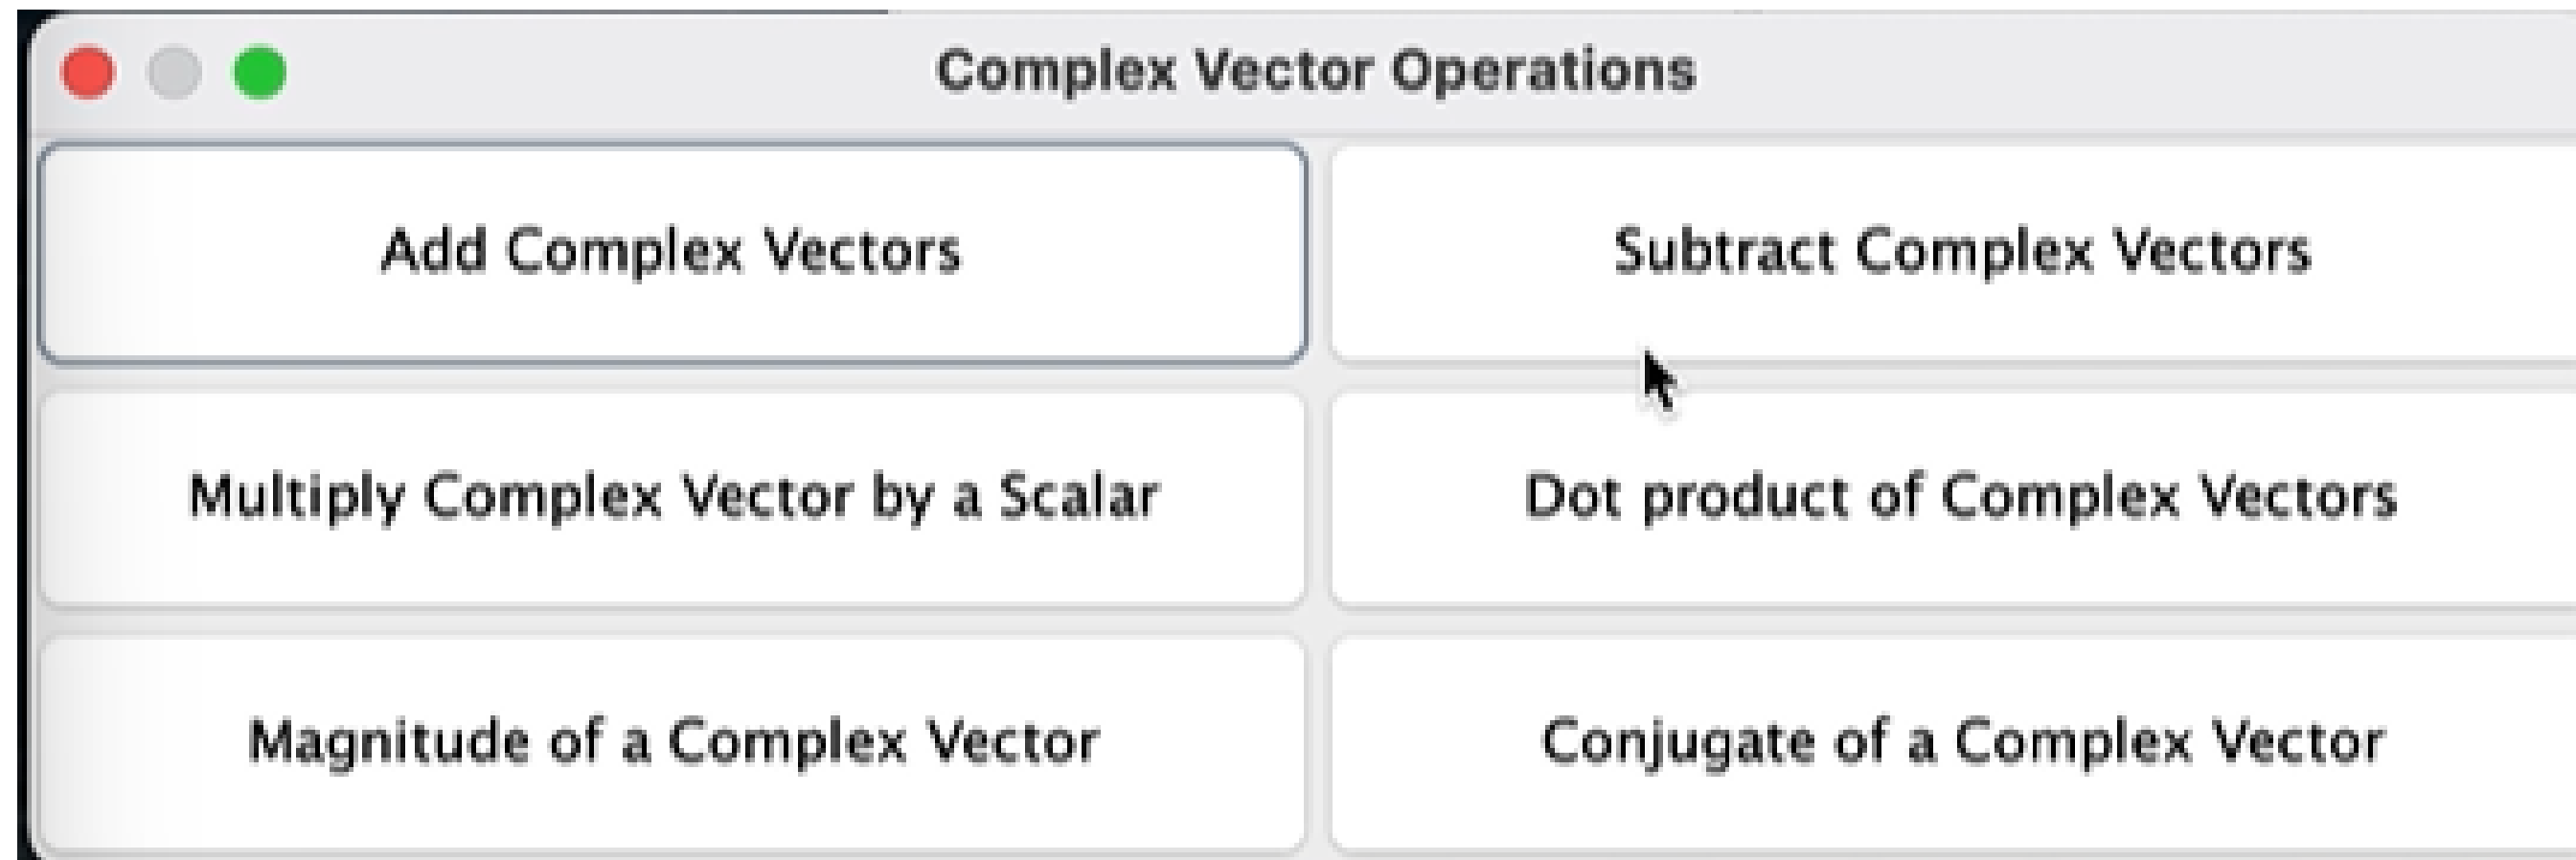 Complex Vector Operations
Add Complex Vectors
Subtract Complex Vectors
Multiply Complex Vector by a Scalar
Dot product of Complex Vectors
Magnitude of a Complex Vector
Conjugate of a Complex Vector